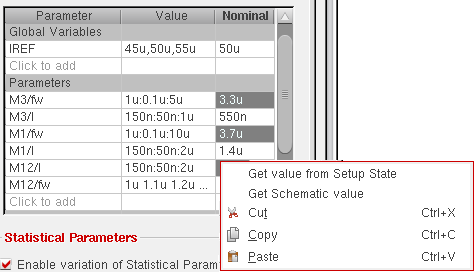 Parameter Value Nominal
Global Variables
IREF 45u,50u,55u 50u
Click to add
Parameters
M3/fw 1u:0.1u:5u 3.3u
M3/l 150n:50n:1u 550n
M1/fw 1u:0.1u:10u 3.7u
M1/l 150n:50n:2u 1.4u
M12/l 150n:50n:2u
M12/fw 1u 1.1u 1.2u ...
Click to add
Get value from Setup State
Get Schematic value
Cut Ctrl+X
Copy Ctrl+C
Paste Ctrl+V
Statistical Parameters
Enable variation of Statistical Param